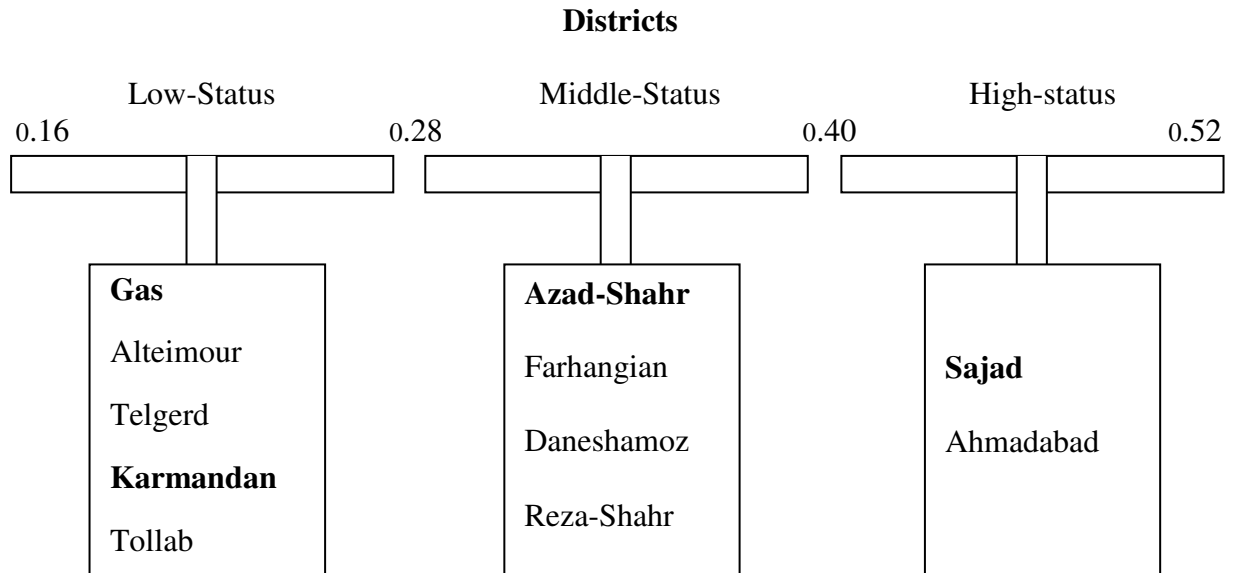 Districts
Low-Status
Middle-Status
High-status
0.16
0.28
0.40
0.52
Gas
Alteimour
Telgerd
Karmandan
Tollab
Azad-Shahr
Farhangian
Daneshamoz
Reza-Shahr
Sajad
Ahmadabad